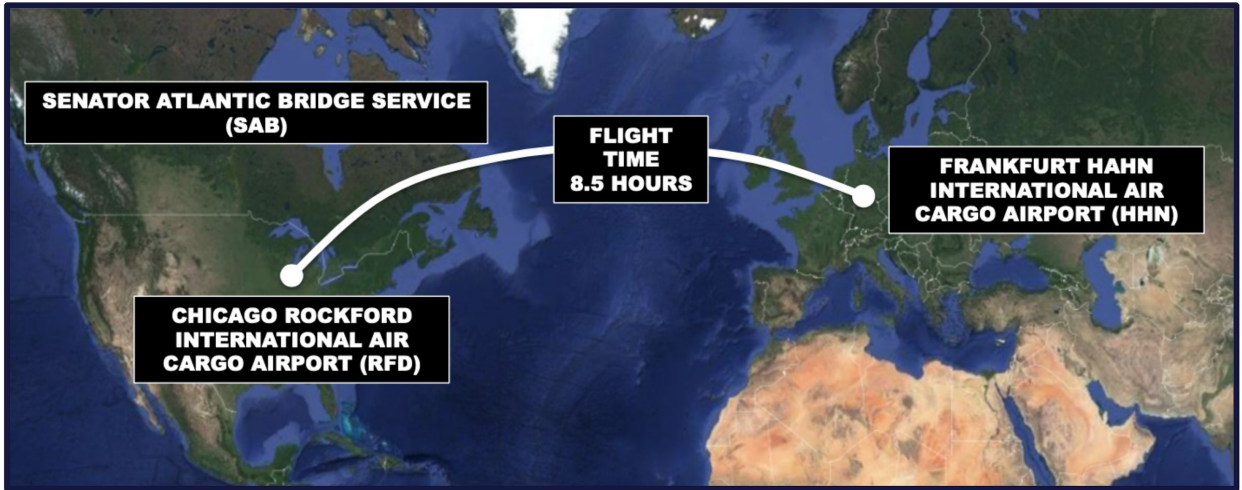 SENATOR ATLANTIC BRIDGE SERVICE
(SAB)
FLIGHT
TIME
8.5 HOURS
FRANKFURT HAHN
INTERNATIONAL AIR
CARGO AIRPORT (HHN)
CHICAGO ROCKFORD
INTERNATIONAL AIR
CARGO AIRPORT (RFD)